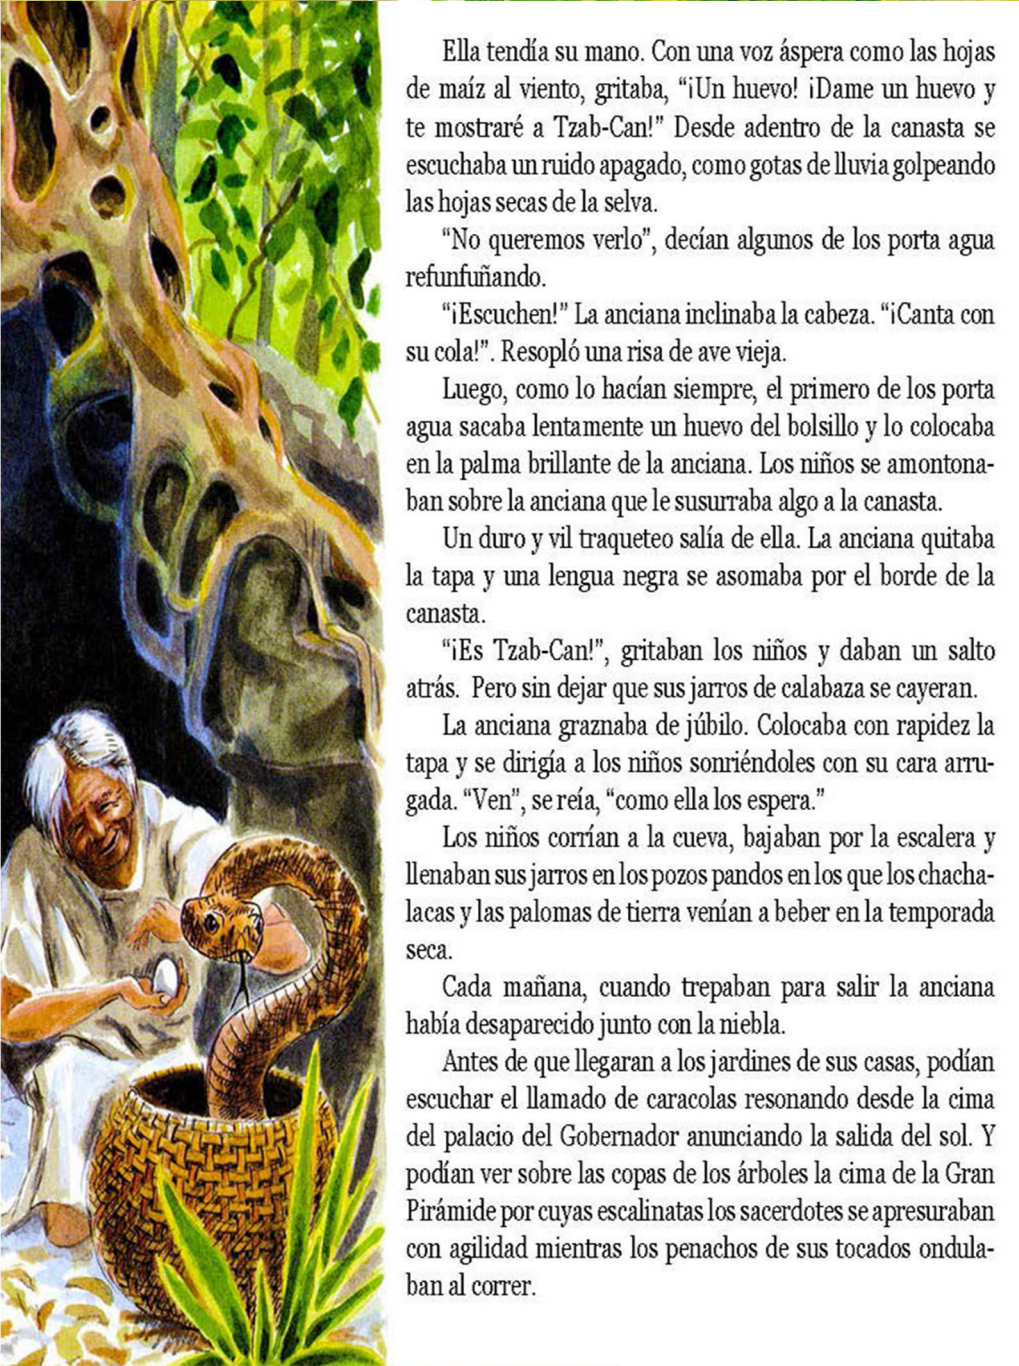 Ella tendía su mano. Con una voz áspera como las hojas
de maíz al viento, gritaba, “¡Un huevo! ¡Dame un huevo y
te mostraré a Tzab-Can!” Desde adentro de la canasta se
escuchaba un ruido apagado, como gotas de lluvia golpeando
las hojas secas de la selva.
“No queremos verlo”, decían algunos de los porta agua
refunfuñando.
“¡Escuchen!” La anciana inclinaba la cabeza. “¡Canta con
su cola!”. Resopló una risa de ave vieja.
Luego, como lo hacían siempre, el primero de los porta
agua sacaba lentamente un huevo del bolsillo y lo colocaba
en la palma brillante de la anciana. Los niños se amontona-
ban sobre la anciana que le susurraba algo a la canasta.
Un duro y vil traqueteo salía de ella. La anciana quitaba
la tapa y una lengua negra se asomaba por el borde de la
canasta.
“¡Es Tzab-Can!”, gritaban los niños y daban un salto
atrás. Pero sin dejar que sus jarros de calabaza se cayeran.
La anciana graznaba de júbilo. Colocaba con rapidez la
tapa y se dirigía a los niños sonriéndoles con su cara arru-
gada. “Ven”, se reía, “como ella los espera.”
Los niños corrían a la cueva, bajaban por la escalera y
llenaban sus jarros en los pozos pandos en los que los chacha-
lacas y las palomas de tierra venían a beber en la temporada
seca.
Cada mañana, cuando trepaban para salir la anciana
había desaparecido junto con la niebla.
Antes de que llegaran a los jardines de sus casas, podían
escuchar el llamado de caracolas resonando desde la cima
del palacio del Gobernador anunciando la salida del sol. Y
podían ver sobre las copas de los árboles la cima de la Gran
Pirámide por cuyas escalinatas los sacerdotes se apresuraban
con agilidad mientras los penachos de sus tocados ondula-
ban al correr.